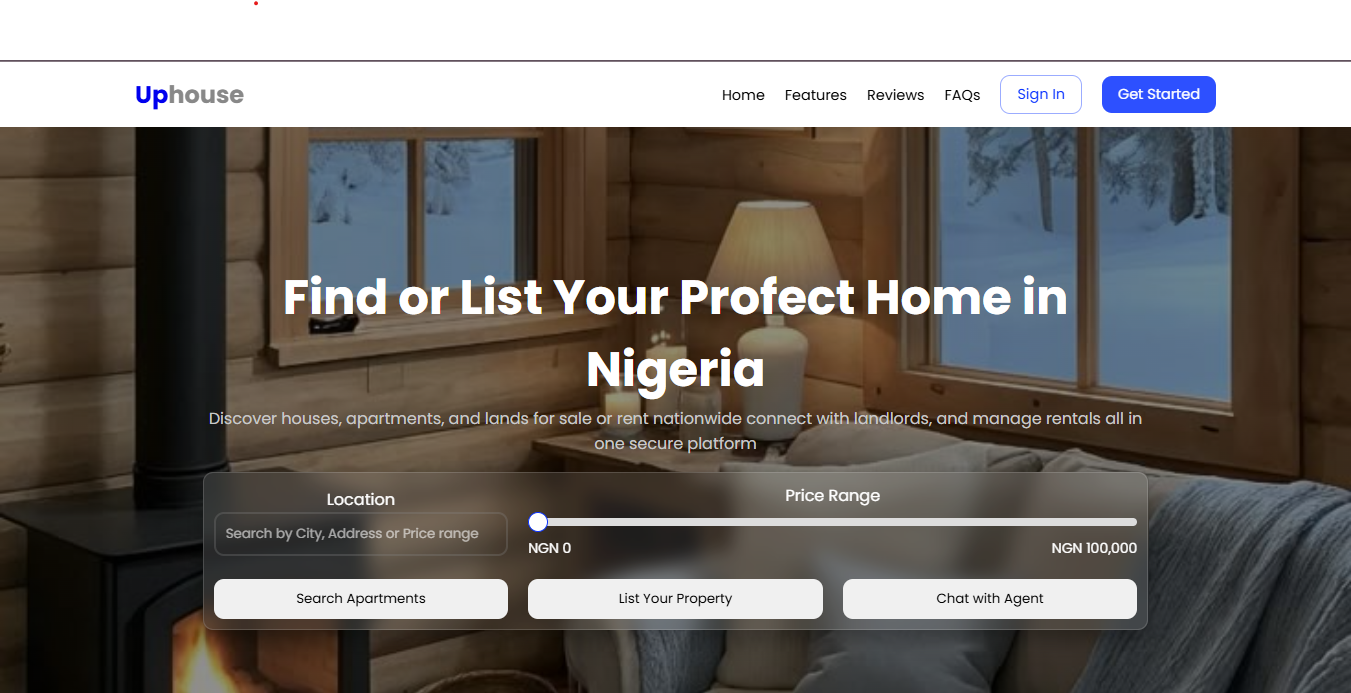 Uphouse
Home Features Reviews FAQs Sign In Get Started
Find or List Your Profect Home in
Nigeria
Discover houses, apartments, and lands for sale or rent nationwide connect with landlords, and manage rentals all in
one secure platform
Location
Price Range
Search by City, Address or Price range
NGN 0
NGN 100,000
Search Apartments
List Your Property
Chat with Agent